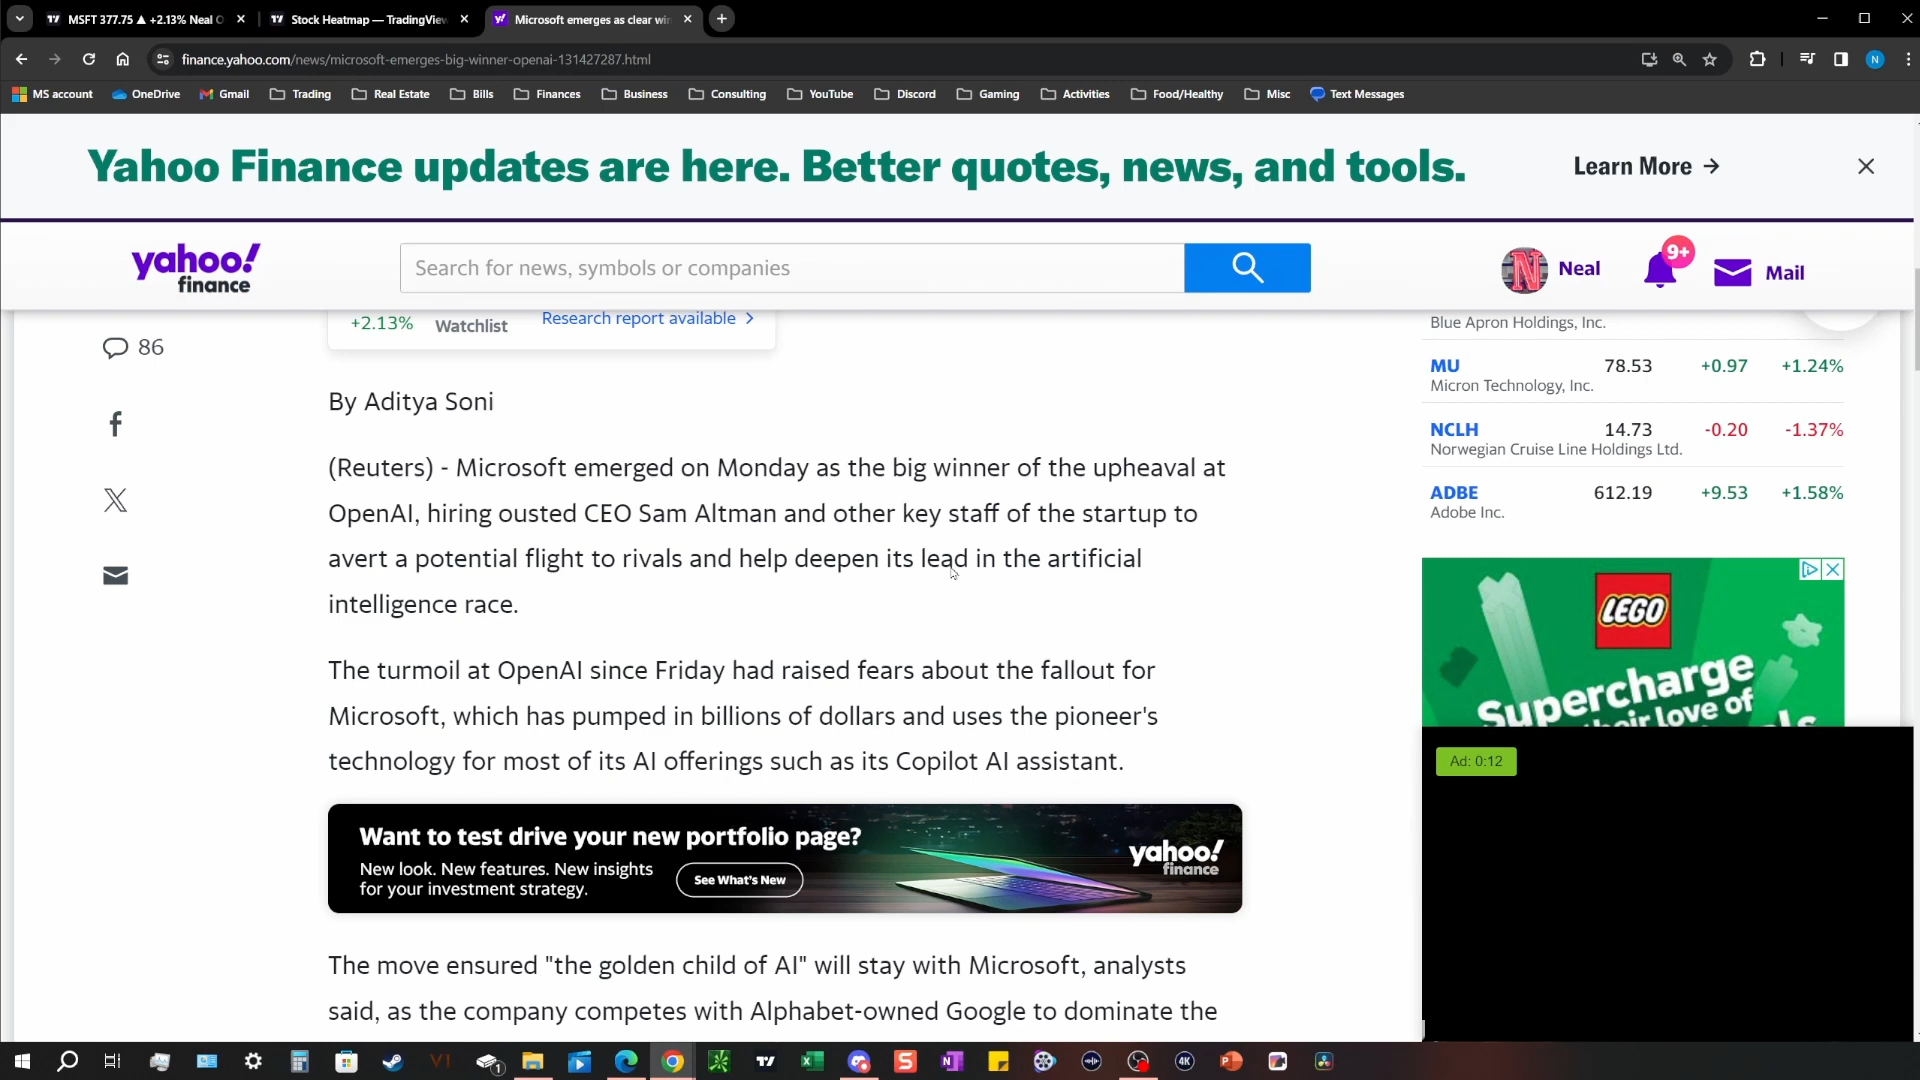 MSFT 377.75 ▲ +2.13% Neal O
Stock Heatmap — TradingView
Microsoft emerges as clear wi
finance.yahoo.com/news/microsoft-emerges-big-winner-openai-131427287.html
N
MS account
OneDrive
Gmail
Trading
Real Estate
Bills
Finances
Business
Consulting
YouTube
Discord
Gaming
Activities
Food/Healthy
Misc
Text Messages
Yahoo Finance updates are here. Better quotes, news, and tools.
Learn More →
yahoo!
finance
Search for news, symbols or companies
N
Neal
9+
Mail
+2.13%
Watchlist
Research report available
86
By Aditya Soni
(Reuters) - Microsoft emerged on Monday as the big winner of the upheaval at
OpenAI, hiring ousted CEO Sam Altman and other key staff of the startup to
avert a potential flight to rivals and help deepen its lead in the artificial
intelligence race.
The turmoil at OpenAI since Friday had raised fears about the fallout for
Microsoft, which has pumped in billions of dollars and uses the pioneer's
technology for most of its AI offerings such as its Copilot AI assistant.
Want to test drive your new portfolio page?
New look. New features. New insights
for your investment strategy.
See What's New
yahoo!
finance
The move ensured "the golden child of AI" will stay with Microsoft, analysts
said, as the company competes with Alphabet-owned Google to dominate the
Blue Apron Holdings, Inc.
MU 78.53 +0.97 +1.24%
Micron Technology, Inc.
NCLH 14.73 -0.20 -1.37%
Norwegian Cruise Line Holdings Ltd.
ADBE 612.19 +9.53 +1.58%
Adobe Inc.
LEGO
Supercharge
their love of
Ad: 0:12